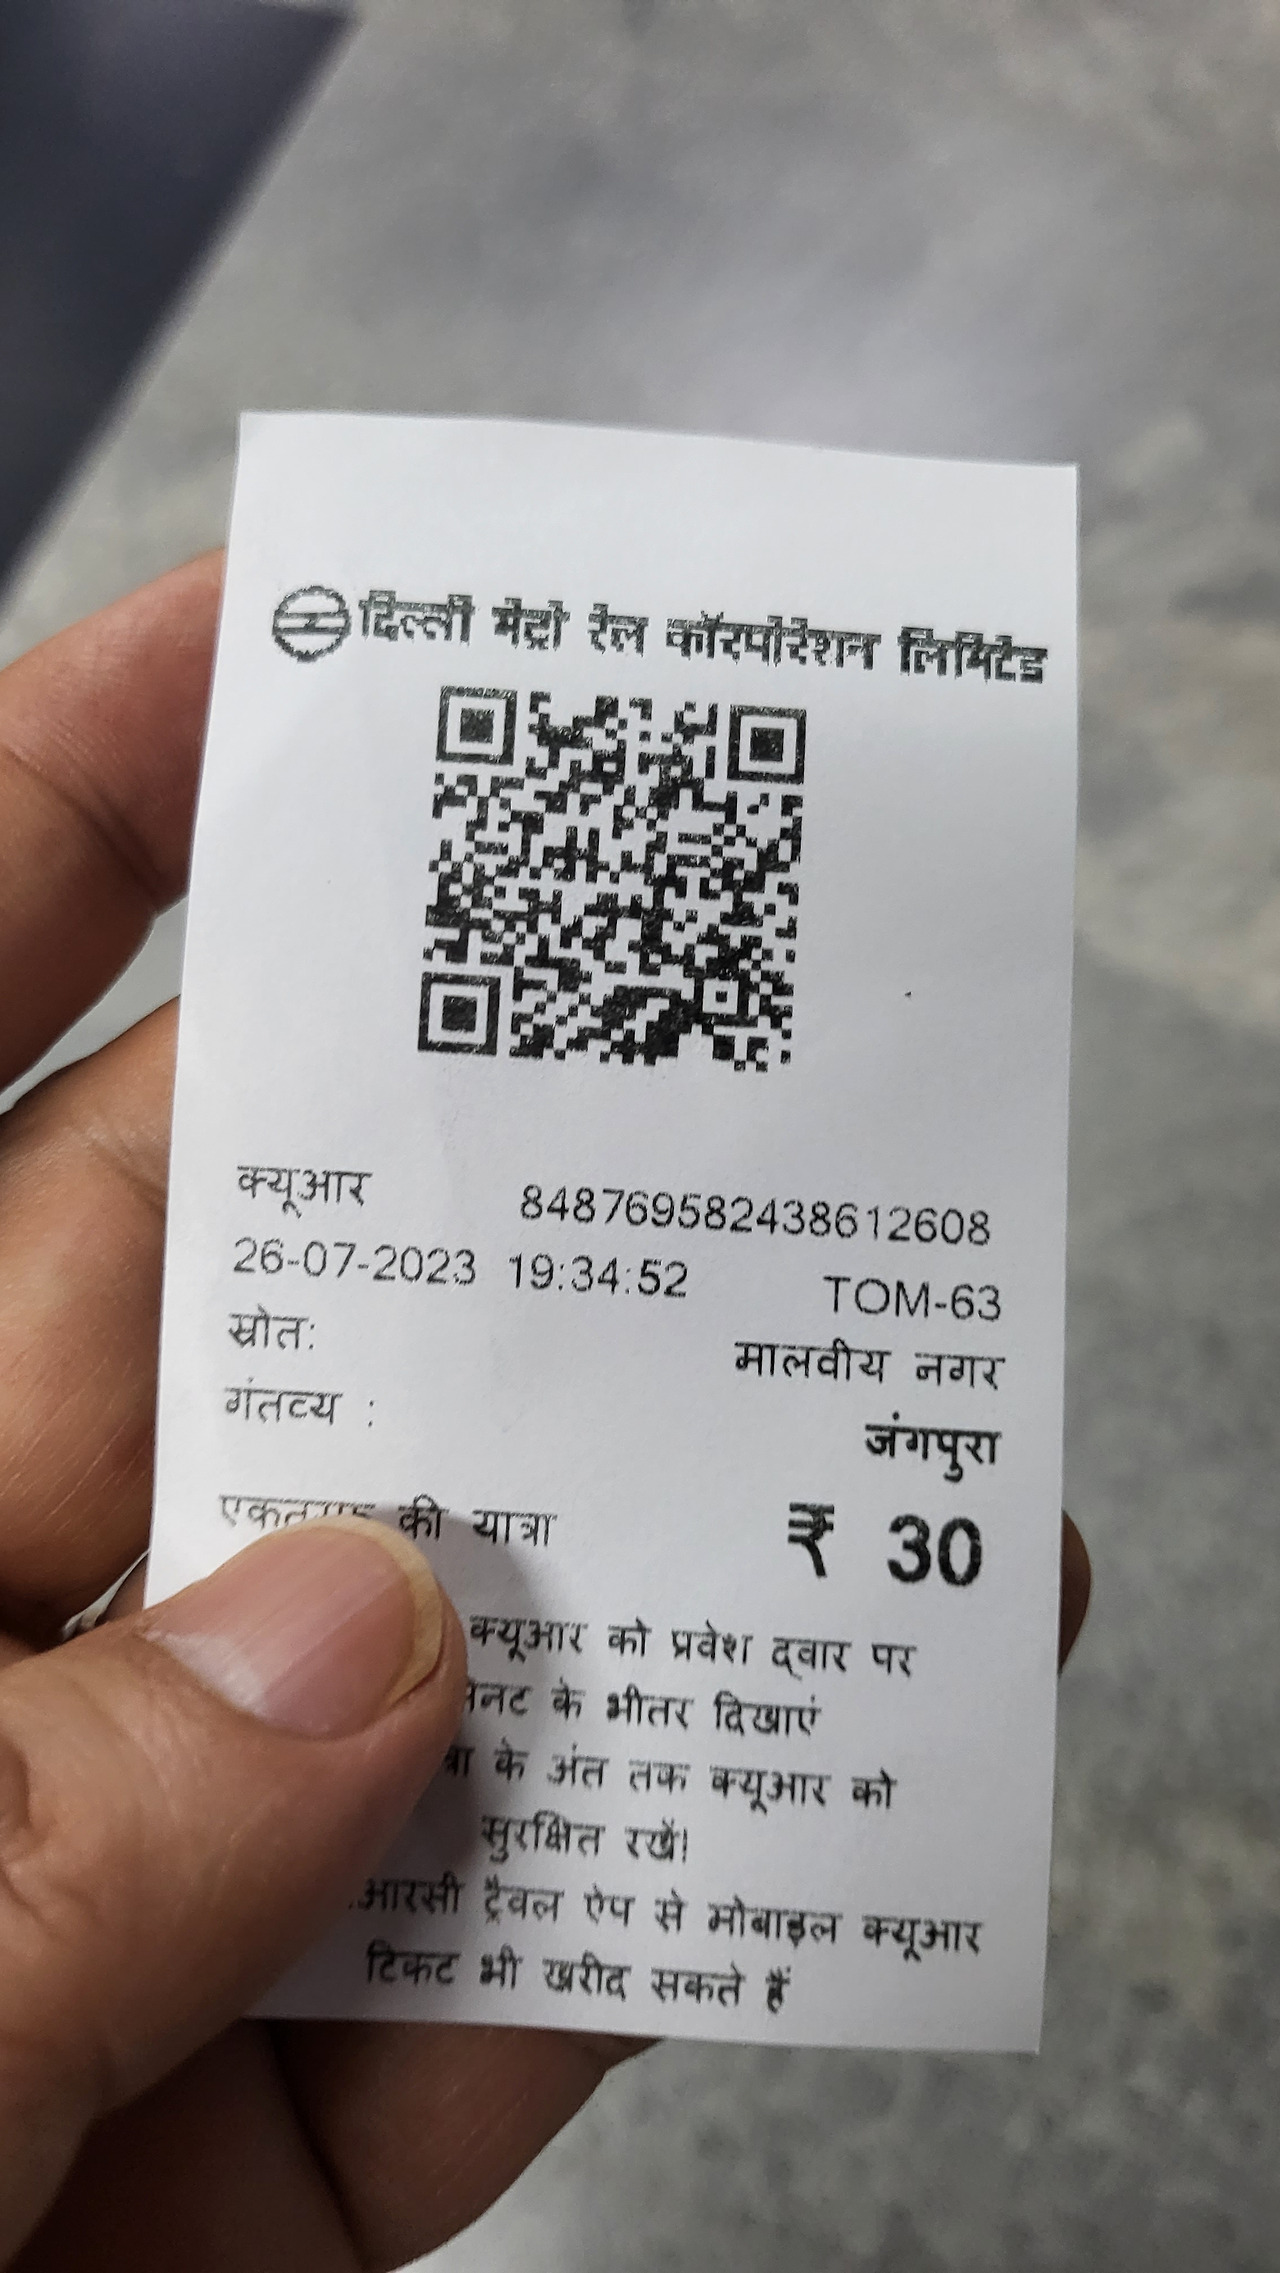 दिल्ली मेट्रो रेल कॉरपोरेशन लिमिटेड
क्यूआर 848769582438612608
26-07-2023 19:34:52 TOM-63
स्रोत: मालवीय नगर
गंतव्य : जंगपुरा
की यात्रा ₹ 30
क्यूआर को प्रवेश द्वार पर
के भीतर दिखाएं
के अंत तक क्यूआर को
सुरक्षित रखें।
ट्रैवल ऐप से मोबाइल क्यूआर
टिकट भी खरीद सकते हैं